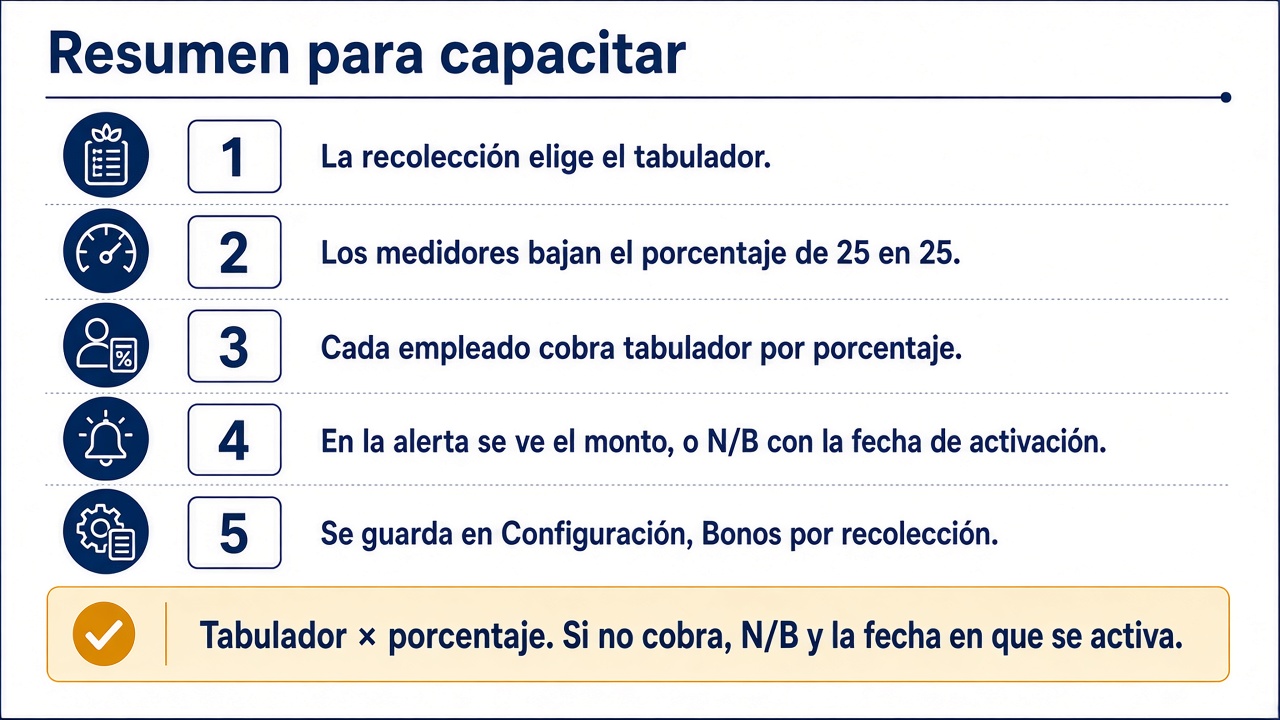 Resumen para capacitar
1
La recolección elige el tabulador.
2
Los medidores bajan el porcentaje de 25 en 25.
%
3
Cada empleado cobra tabulador por porcentaje.
4
En la alerta se ve el monto, o N/B con la fecha de activación.
5
Se guarda en Configuración, Bonos por recolección.
Tabulador × porcentaje. Si no cobra, N/B y la fecha en que se activa.